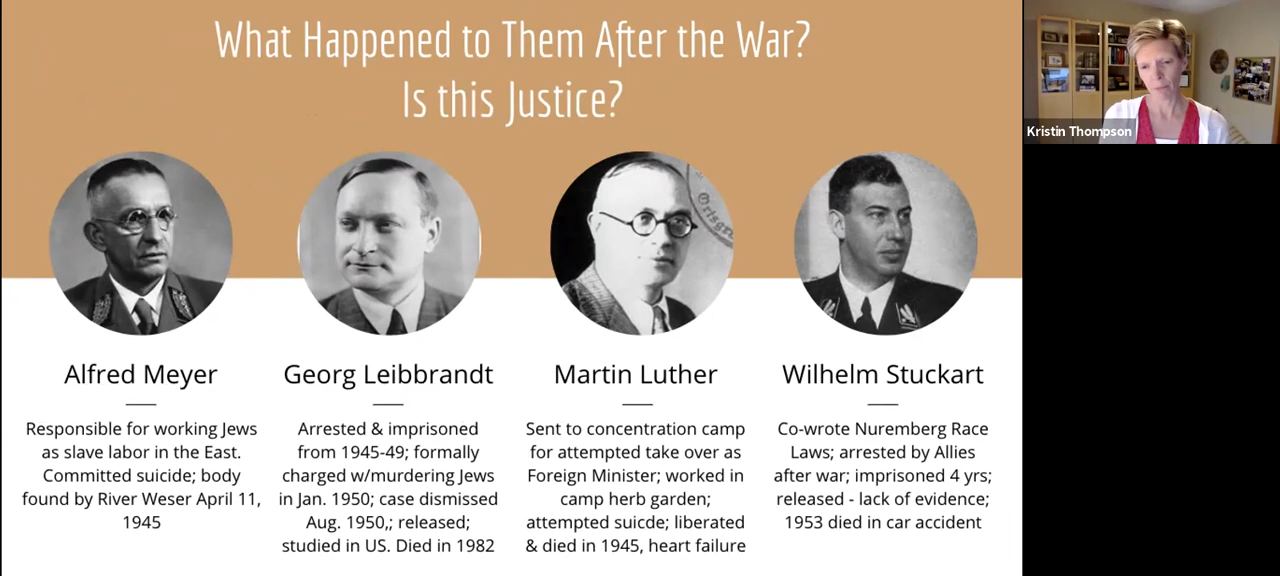 What Happened to Them After the War?
Is this Justice?
Kristin Thompson
Ortsgru
Alfred Meyer
Responsible for working Jews
as slave labor in the East.
Committed suicide; body
found by River Weser April 11,
1945
Georg Leibbrandt
Arrested & imprisoned
from 1945-49; formally
charged w/murdering Jews
in Jan. 1950; case dismissed
Aug. 1950,; released;
studied in US. Died in 1982
Martin Luther
Sent to concentration camp
for attempted take over as
Foreign Minister; worked in
camp herb garden;
attempted suicde; liberated
& died in 1945, heart failure
Wilhelm Stuckart
Co-wrote Nuremberg Race
Laws; arrested by Allies
after war; imprisoned 4 yrs;
released - lack of evidence;
1953 died in car accident